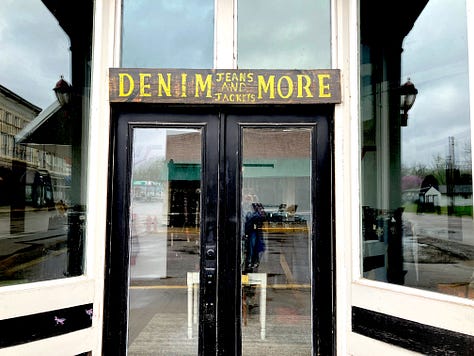 DENIM JEANS AND JACKETS MORE